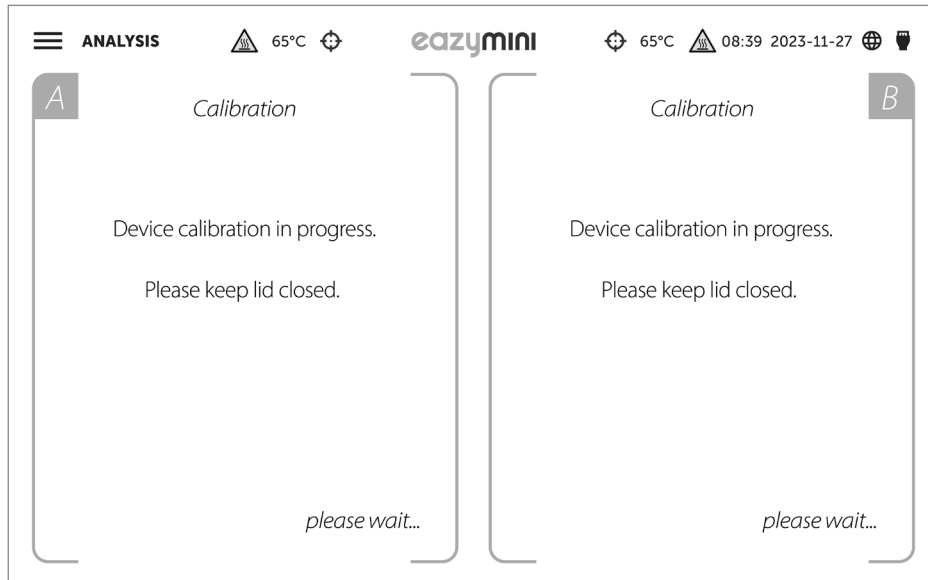 ANALYSIS 65°C eazymini 65°C 08:39 2023-11-27
A
Calibration
Device calibration in progress.
Please keep lid closed.
please wait...
B
Calibration
Device calibration in progress.
Please keep lid closed.
please wait...